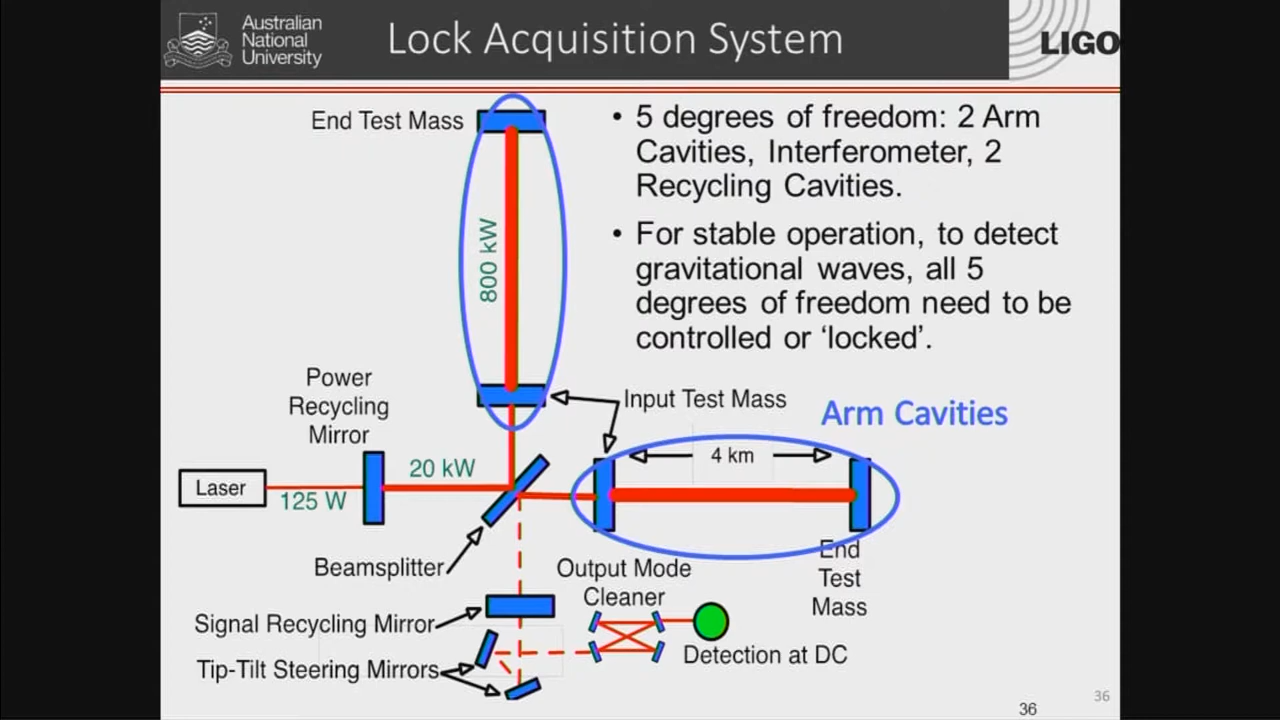 Australian
National
University
Lock Acquisition System
LIGO
End Test Mass
• 5 degrees of freedom: 2 Arm
Cavities, Interferometer, 2
Recycling Cavities.
• For stable operation, to detect
gravitational waves, all 5
degrees of freedom need to be
controlled or ‘locked’.
800 kW
Power
Recycling
Mirror
Input Test Mass
Arm Cavities
4 km
20 kW
Laser
125 W
Beamsplitter
Output Mode
Cleaner
End
Test
Mass
Signal Recycling Mirror
Tip-Tilt Steering Mirrors
Detection at DC
36
36